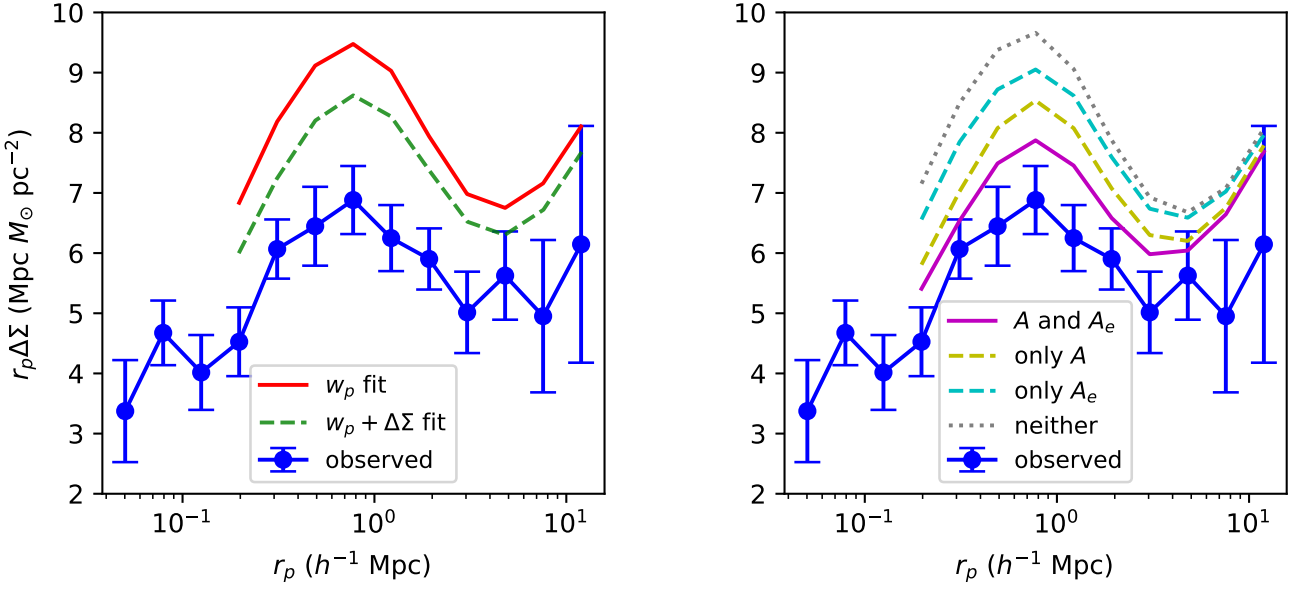 10
9
8
7
6
5
4
3
2
r_pΔΣ (Mpc M_⊙ pc^{−2})
w_p fit
w_p + ΔΣ fit
observed
10^{−1} 10^0 10^1
r_p (h^{−1} Mpc)
10
9
8
7
6
5
4
3
2
A and A_e
only A
only A_e
neither
observed
10^{−1} 10^0 10^1
r_p (h^{−1} Mpc)